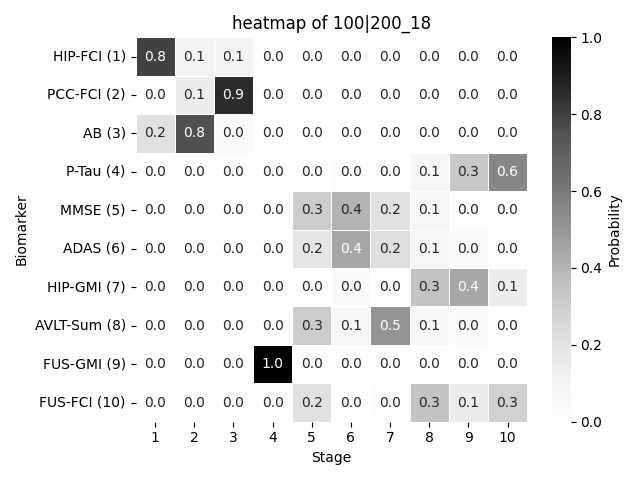 heatmap of 100|200_18
HIP-FCI (1) 0.8 0.1 0.1 0.0 0.0 0.0 0.0 0.0 0.0 0.0
PCC-FCI (2) 0.0 0.1 0.9 0.0 0.0 0.0 0.0 0.0 0.0 0.0
AB (3) 0.2 0.8 0.0 0.0 0.0 0.0 0.0 0.0 0.0 0.0
P-Tau (4) 0.0 0.0 0.0 0.0 0.0 0.0 0.0 0.1 0.3 0.6
MMSE (5) 0.0 0.0 0.0 0.0 0.3 0.4 0.2 0.1 0.0 0.0
ADAS (6) 0.0 0.0 0.0 0.0 0.2 0.4 0.2 0.1 0.0 0.0
HIP-GMI (7) 0.0 0.0 0.0 0.0 0.0 0.0 0.0 0.3 0.4 0.1
AVLT-Sum (8) 0.0 0.0 0.0 0.0 0.3 0.1 0.5 0.1 0.0 0.0
FUS-GMI (9) 0.0 0.0 0.0 1.0 0.0 0.0 0.0 0.0 0.0 0.0
FUS-FCI (10) 0.0 0.0 0.0 0.0 0.2 0.0 0.0 0.3 0.1 0.3
1 2 3 4 5 6 7 8 9 10
Stage
Biomarker
1.0
0.8
0.6
0.4
0.2
0.0
Probability